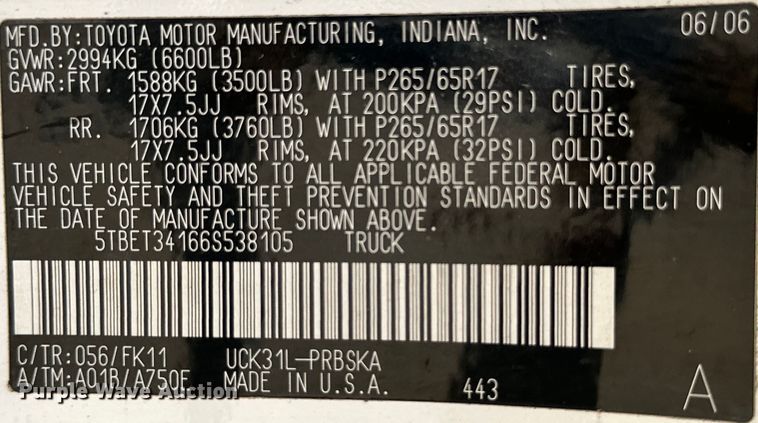 MFD.BY:TOYOTA MOTOR MANUFACTURING, INDIANA, INC. 06/06
GVWR:2994KG (6600LB)
GAWR:FRT. 1588KG (3500LB) WITH P265/65R17 TIRES,
17X7.5JJ RIMS, AT 200KPA (29PSI) COLD.
RR. 1706KG (3760LB) WITH P265/65R17 TIRES,
17X7.5JJ RIMS, AT 220KPA (32PSI) COLD.
THIS VEHICLE CONFORMS TO ALL APPLICABLE FEDERAL MOTOR
VEHICLE SAFETY AND THEFT PREVENTION STANDARDS IN EFFECT ON
THE DATE OF MANUFACTURE SHOWN ABOVE.
5TBET34166S538105 TRUCK
C/TR:056/FK11 UCK31L-PRBSKA
A/TM:A01B/A750E MADE IN U.S.A. 443 A
Purple Wave Auction